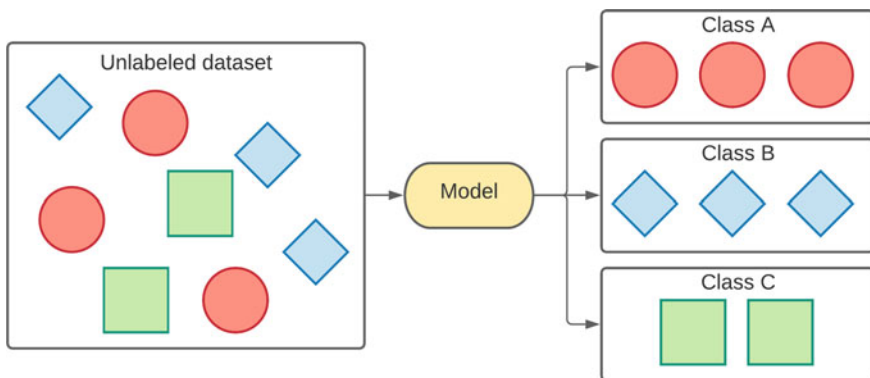 Unlabeled dataset
Model
Class A
Class B
Class C